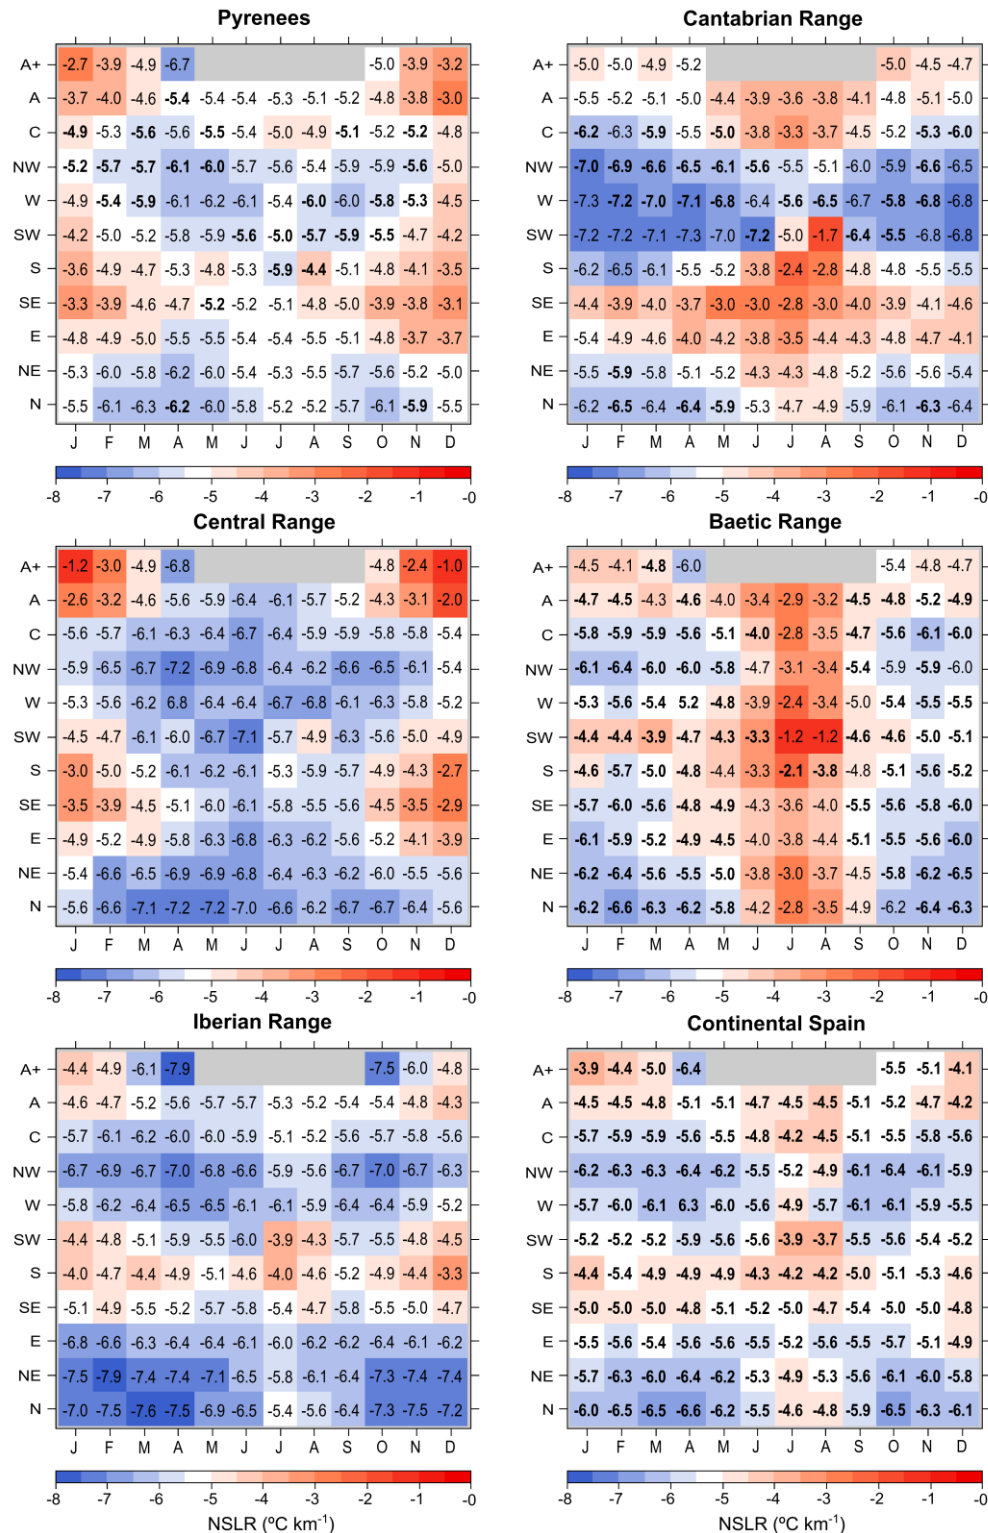 Pyrenees
A+ -2.7 -3.9 -4.9 -6.7 -5.0 -3.9 -3.2
A -3.7 -4.0 -4.6 -5.4 -5.4 -5.4 -5.3 -5.1 -5.2 -4.8 -3.8 -3.0
C -4.9 -5.3 -5.6 -5.6 -5.5 -5.4 -5.0 -4.9 -5.1 -5.2 -5.2 -4.8
NW -5.2 -5.7 -5.7 -6.1 -6.0 -5.7 -5.6 -5.4 -5.9 -5.9 -5.6 -5.0
W -4.9 -5.4 -5.9 -6.1 -6.2 -6.1 -5.4 -6.0 -6.0 -5.8 -5.3 -4.5
SW -4.2 -5.0 -5.2 -5.8 -5.9 -5.6 -5.0 -5.7 -5.9 -5.5 -4.7 -4.2
S -3.6 -4.9 -4.7 -5.3 -4.8 -5.3 -5.9 -4.4 -5.1 -4.8 -4.1 -3.5
SE -3.3 -3.9 -4.6 -4.7 -5.2 -5.2 -5.1 -4.8 -5.0 -3.9 -3.8 -3.1
E -4.8 -4.9 -5.0 -5.5 -5.5 -5.4 -5.4 -5.5 -5.1 -4.8 -3.7 -3.7
NE -5.3 -6.0 -5.8 -6.2 -6.0 -5.4 -5.3 -5.5 -5.7 -5.6 -5.2 -5.0
N -5.5 -6.1 -6.3 -6.2 -6.0 -5.8 -5.2 -5.2 -5.7 -6.1 -5.9 -5.5
J F M A M J J A S O N D
-8 -7 -6 -5 -4 -3 -2 -1 -0
Cantabrian Range
A+ -5.0 -5.0 -4.9 -5.2 -5.0 -4.5 -4.7
A -5.5 -5.2 -5.1 -5.0 -4.4 -3.9 -3.6 -3.8 -4.1 -4.8 -5.1 -5.0
C -6.2 -6.3 -5.9 -5.5 -5.0 -3.8 -3.3 -3.7 -4.5 -5.2 -5.3 -6.0
NW -7.0 -6.9 -6.6 -6.5 -6.1 -5.6 -5.5 -5.1 -6.0 -5.9 -6.6 -6.5
W -7.3 -7.2 -7.0 -7.1 -6.8 -6.4 -5.6 -6.5 -6.7 -5.8 -6.8 -6.8
SW -7.2 -7.2 -7.1 -7.3 -7.0 -7.2 -5.0 -1.7 -6.4 -5.5 -6.8 -6.8
S -6.2 -6.5 -6.1 -5.5 -5.2 -3.8 -2.4 -2.8 -4.8 -4.8 -5.5 -5.5
SE -4.4 -3.9 -4.0 -3.7 -3.0 -3.0 -2.8 -3.0 -4.0 -3.9 -4.1 -4.6
E -5.4 -4.9 -4.6 -4.0 -4.2 -3.8 -3.5 -4.4 -4.3 -4.8 -4.7 -4.1
NE -5.5 -5.9 -5.8 -5.1 -5.2 -4.3 -4.3 -4.8 -5.2 -5.6 -5.6 -5.4
N -6.2 -6.5 -6.4 -6.4 -5.9 -5.3 -4.7 -4.9 -5.9 -6.1 -6.3 -6.4
J F M A M J J A S O N D
-8 -7 -6 -5 -4 -3 -2 -1 -0
Central Range
A+ -1.2 -3.0 -4.9 -6.8 -4.8 -2.4 -1.0
A -2.6 -3.2 -4.6 -5.6 -5.9 -6.4 -6.1 -5.7 -5.2 -4.3 -3.1 -2.0
C -5.6 -5.7 -6.1 -6.3 -6.4 -6.7 -6.4 -5.9 -5.9 -5.8 -5.8 -5.4
NW -5.9 -6.5 -6.7 -7.2 -6.9 -6.8 -6.4 -6.2 -6.6 -6.5 -6.1 -5.4
W -5.3 -5.6 -6.2 6.8 -6.4 -6.4 -6.7 -6.8 -6.1 -6.3 -5.8 -5.2
SW -4.5 -4.7 -6.1 -6.0 -6.7 -7.1 -5.7 -4.9 -6.3 -5.6 -5.0 -4.9
S -3.0 -5.0 -5.2 -6.1 -6.2 -6.1 -5.3 -5.9 -5.7 -4.9 -4.3 -2.7
SE -3.5 -3.9 -4.5 -5.1 -6.0 -6.1 -5.8 -5.5 -5.6 -4.5 -3.5 -2.9
E -4.9 -5.2 -4.9 -5.8 -6.3 -6.8 -6.3 -6.2 -5.6 -5.2 -4.1 -3.9
NE -5.4 -6.6 -6.5 -6.9 -6.9 -6.8 -6.4 -6.3 -6.2 -6.0 -5.5 -5.6
N -5.6 -6.6 -7.1 -7.2 -7.2 -7.0 -6.6 -6.2 -6.7 -6.7 -6.4 -5.6
J F M A M J J A S O N D
-8 -7 -6 -5 -4 -3 -2 -1 -0
Baetic Range
A+ -4.5 -4.1 -4.8 -6.0 -5.4 -4.8 -4.7
A -4.7 -4.5 -4.3 -4.6 -4.0 -3.4 -2.9 -3.2 -4.5 -4.8 -5.2 -4.9
C -5.8 -5.9 -5.9 -5.6 -5.1 -4.0 -2.8 -3.5 -4.7 -5.6 -6.1 -6.0
NW -6.1 -6.4 -6.0 -6.0 -5.8 -4.7 -3.1 -3.4 -5.4 -5.9 -5.9 -6.0
W -5.3 -5.6 -5.4 5.2 -4.8 -3.9 -2.4 -3.4 -5.0 -5.4 -5.5 -5.5
SW -4.4 -4.4 -3.9 -4.7 -4.3 -3.3 -1.2 -1.2 -4.6 -4.6 -5.0 -5.1
S -4.6 -5.7 -5.0 -4.8 -4.4 -3.3 -2.1 -3.8 -4.8 -5.1 -5.6 -5.2
SE -5.7 -6.0 -5.6 -4.8 -4.9 -4.3 -3.6 -4.0 -5.5 -5.6 -5.8 -6.0
E -6.1 -5.9 -5.2 -4.9 -4.5 -4.0 -3.8 -4.4 -5.1 -5.5 -5.6 -6.0
NE -6.2 -6.4 -5.6 -5.5 -5.0 -3.8 -3.0 -3.7 -4.5 -5.8 -6.2 -6.5
N -6.2 -6.6 -6.3 -6.2 -5.8 -4.2 -2.8 -3.5 -4.9 -6.2 -6.4 -6.3
J F M A M J J A S O N D
-8 -7 -6 -5 -4 -3 -2 -1 -0
Iberian Range
A+ -4.4 -4.9 -6.1 -7.9 -7.5 -6.0 -4.8
A -4.6 -4.7 -5.2 -5.6 -5.7 -5.7 -5.3 -5.2 -5.4 -5.4 -4.8 -4.3
C -5.7 -6.1 -6.2 -6.0 -6.0 -5.9 -5.1 -5.2 -5.6 -5.7 -5.8 -5.6
NW -6.7 -6.9 -6.7 -7.0 -6.8 -6.6 -5.9 -5.6 -6.7 -7.0 -6.7 -6.3
W -5.8 -6.2 -6.4 -6.5 -6.5 -6.1 -6.1 -5.9 -6.4 -6.4 -5.9 -5.2
SW -4.4 -4.8 -5.1 -5.9 -5.5 -6.0 -3.9 -4.3 -5.7 -5.5 -4.8 -4.5
S -4.0 -4.7 -4.4 -4.9 -5.1 -4.6 -4.0 -4.6 -5.2 -4.9 -4.4 -3.3
SE -5.1 -4.9 -5.5 -5.2 -5.7 -5.8 -5.4 -4.7 -5.8 -5.5 -5.0 -4.7
E -6.8 -6.6 -6.3 -6.4 -6.4 -6.1 -6.0 -6.2 -6.2 -6.4 -6.1 -6.2
NE -7.5 -7.9 -7.4 -7.4 -7.1 -6.5 -5.8 -6.1 -6.4 -7.3 -7.4 -7.4
N -7.0 -7.5 -7.6 -7.5 -6.9 -6.5 -5.4 -5.6 -6.4 -7.3 -7.5 -7.2
J F M A M J J A S O N D
-8 -7 -6 -5 -4 -3 -2 -1 -0
NSLR (ºC km⁻¹)
Continental Spain
A+ -3.9 -4.4 -5.0 -6.4 -5.5 -5.1 -4.1
A -4.5 -4.5 -4.8 -5.1 -5.1 -4.7 -4.5 -4.5 -5.1 -5.2 -4.7 -4.2
C -5.7 -5.9 -5.9 -5.6 -5.5 -4.8 -4.2 -4.5 -5.1 -5.5 -5.8 -5.6
NW -6.2 -6.3 -6.3 -6.4 -6.2 -5.5 -5.2 -4.9 -6.1 -6.4 -6.1 -5.9
W -5.7 -6.0 -6.1 6.3 -6.0 -5.6 -4.9 -5.7 -6.1 -6.1 -5.9 -5.5
SW -5.2 -5.2 -5.2 -5.9 -5.6 -5.6 -3.9 -3.7 -5.5 -5.6 -5.4 -5.2
S -4.4 -5.4 -4.9 -4.9 -4.9 -4.3 -4.2 -4.2 -5.0 -5.1 -5.3 -4.6
SE -5.0 -5.0 -5.0 -4.8 -5.1 -5.2 -5.0 -4.7 -5.4 -5.0 -5.0 -4.8
E -5.5 -5.6 -5.4 -5.6 -5.6 -5.5 -5.2 -5.6 -5.5 -5.7 -5.1 -4.9
NE -5.7 -6.3 -6.0 -6.4 -6.2 -5.3 -4.9 -5.3 -5.6 -6.1 -6.0 -5.8
N -6.0 -6.5 -6.5 -6.6 -6.2 -5.5 -4.6 -4.8 -5.9 -6.5 -6.3 -6.1
J F M A M J J A S O N D
-8 -7 -6 -5 -4 -3 -2 -1 -0
NSLR (ºC km⁻¹)